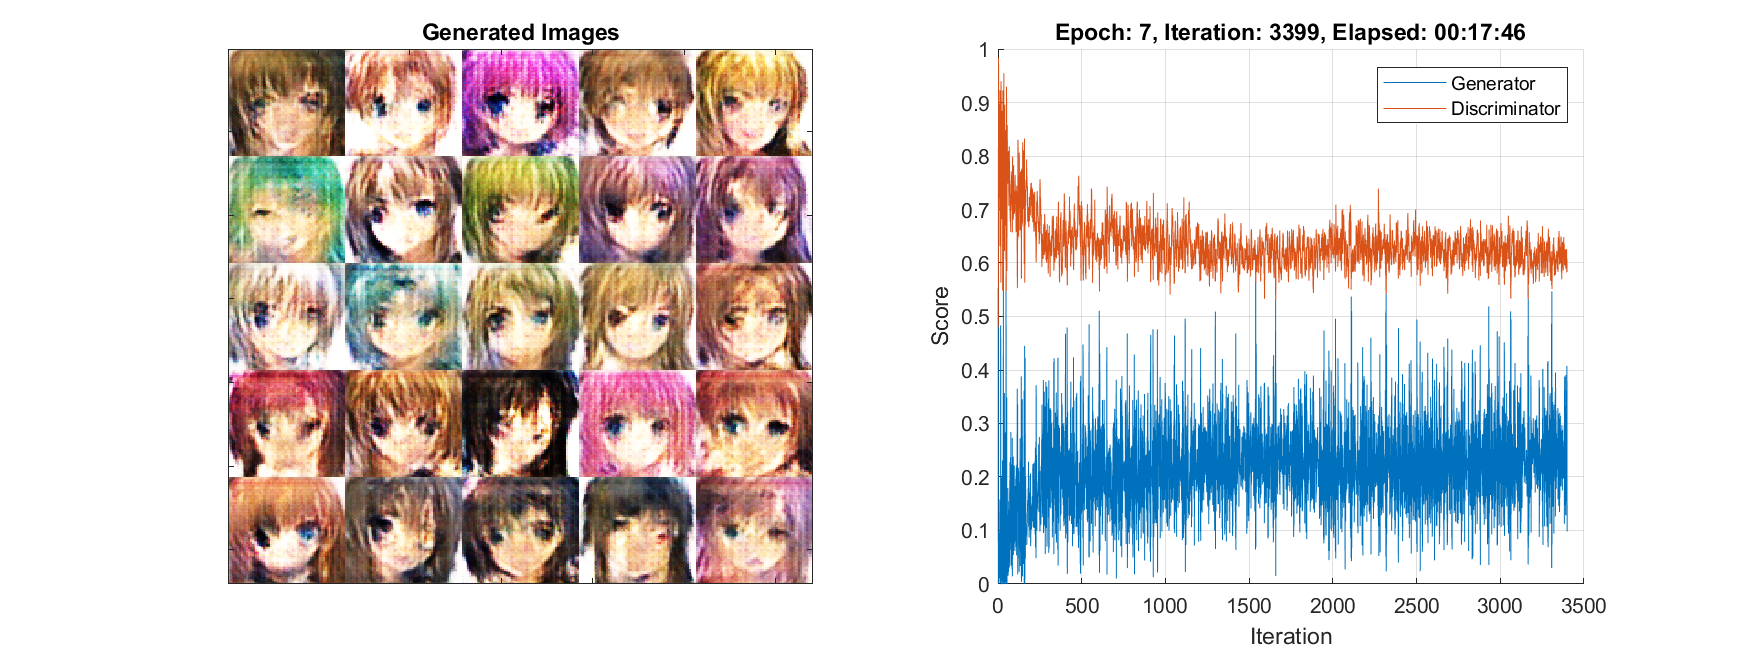 Generated Images
Epoch: 7, Iteration: 3399, Elapsed: 00:17:46
1
0.9
0.8
0.7
0.6
0.5
0.4
0.3
0.2
0.1
0
Score
Generator
Discriminator
0 500 1000 1500 2000 2500 3000 3500
Iteration